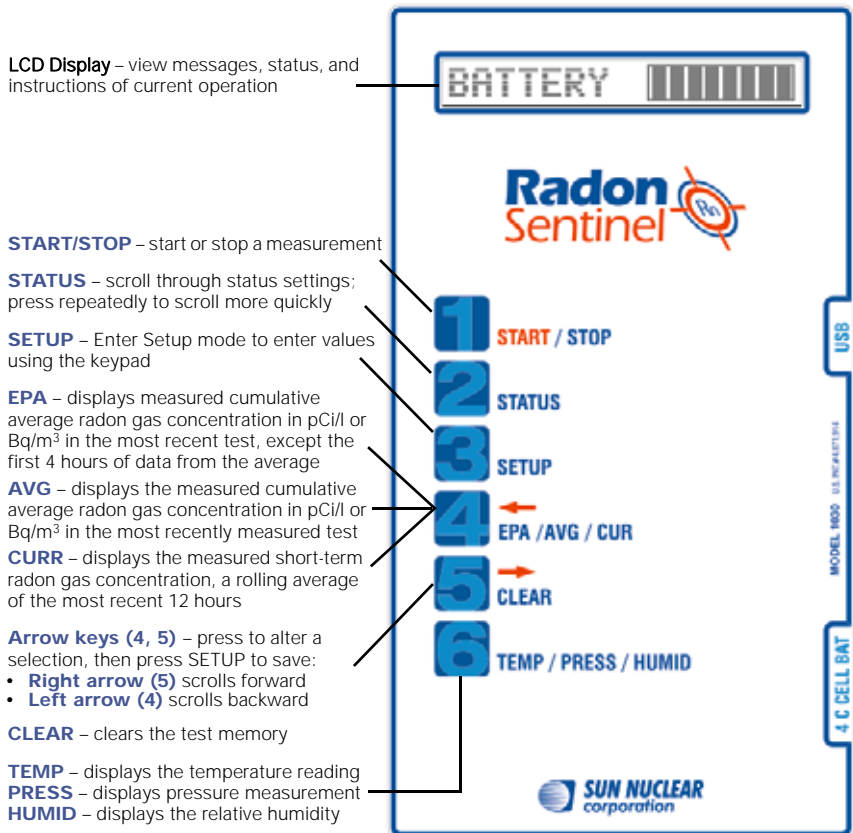 LCD Display – view messages, status, and
instructions of current operation
START/STOP – start or stop a measurement
STATUS – scroll through status settings;
press repeatedly to scroll more quickly
SETUP – Enter Setup mode to enter values
using the keypad
EPA – displays measured cumulative
average radon gas concentration in pCi/l or
Bq/m³ in the most recent test, except the
first 4 hours of data from the average
AVG – displays the measured cumulative
average radon gas concentration in pCi/l or
Bq/m³ in the most recently measured test
CURR – displays the measured short-term
radon gas concentration, a rolling average
of the most recent 12 hours
Arrow keys (4, 5) – press to alter a
selection, then press SETUP to save:
• Right arrow (5) scrolls forward
• Left arrow (4) scrolls backward
CLEAR – clears the test memory
TEMP – displays the temperature reading
PRESS – displays pressure measurement
HUMID – displays the relative humidity
BATTERY
Radon
Sentinel
Rn
1 START / STOP
2 STATUS
3 SETUP
4 EPA / AVG / CUR
5 CLEAR
6 TEMP / PRESS / HUMID
USB
MODEL 1030
4 C CELL BAT
SUN NUCLEAR
corporation